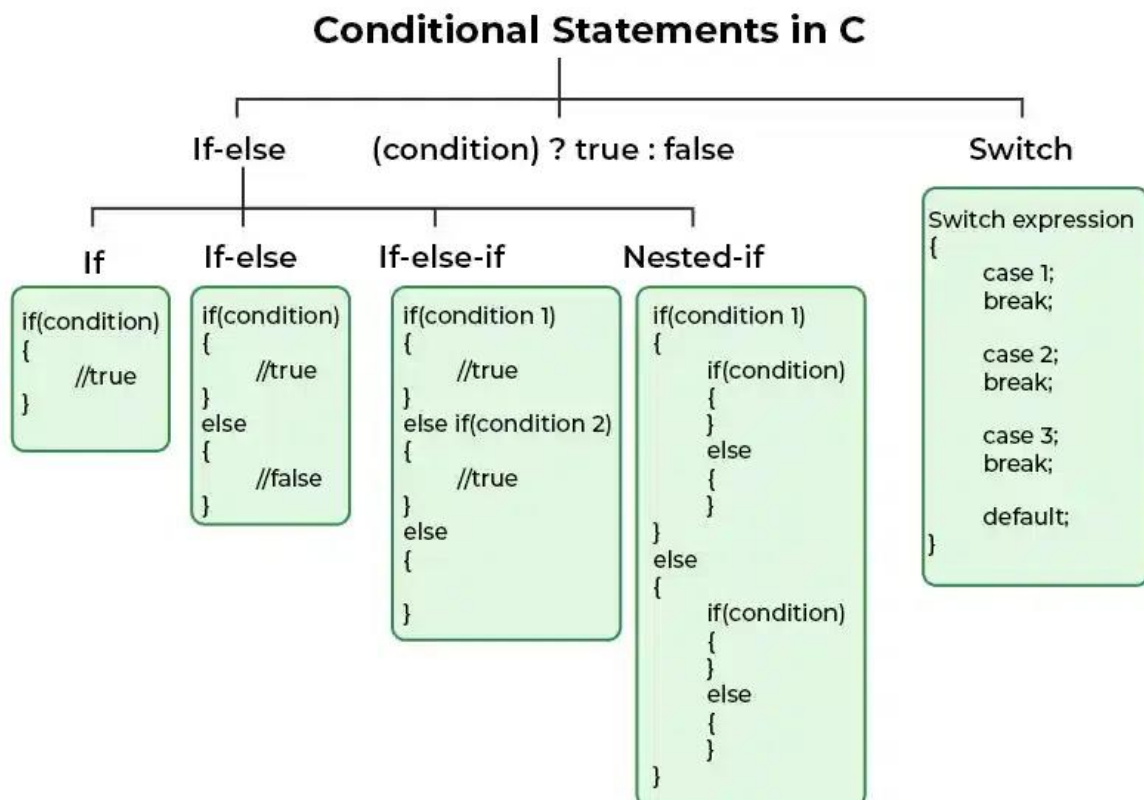 Conditional Statements in C
If-else
(condition) ? true : false
Switch
If
if(condition)
{
//true
}
If-else
if(condition)
{
//true
}
else
{
//false
}
If-else-if
if(condition 1)
{
//true
}
else if(condition 2)
{
//true
}
else
{
}
Nested-if
if(condition 1)
{
if(condition)
{
}
else
{
}
}
else
{
if(condition)
{
}
else
{
}
}
Switch expression
{
case 1;
break;
case 2;
break;
case 3;
break;
default;
}